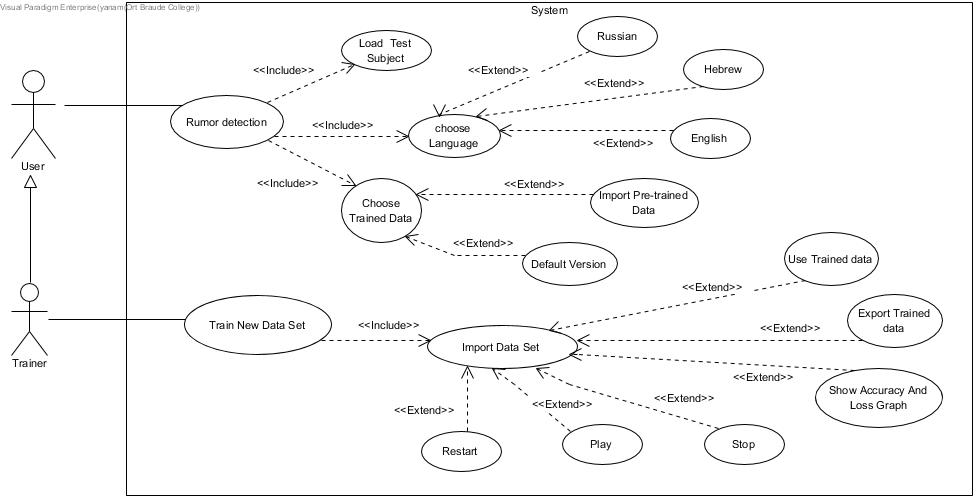 Visual Paradigm Enterprise(yanam(Ort Braude College))
System
Russian
Load Test
Subject
<<Include>>
<<Extend>>
Hebrew
<<Extend>>
Rumor detection
<<Include>>
choose
Language
English
<<Extend>>
User
<<Include>>
<<Extend>>
Import Pre-trained
Data
Choose
Trained Data
<<Extend>>
Default Version
Use Trained data
<<Extend>>
Export Trained
data
Train New Data Set
<<Include>>
<<Extend>>
Import Data Set
Trainer
<<Extend>>
Show Accuracy And
Loss Graph
<<Extend>>
<<Extend>>
<<Extend>>
Restart
Play
Stop